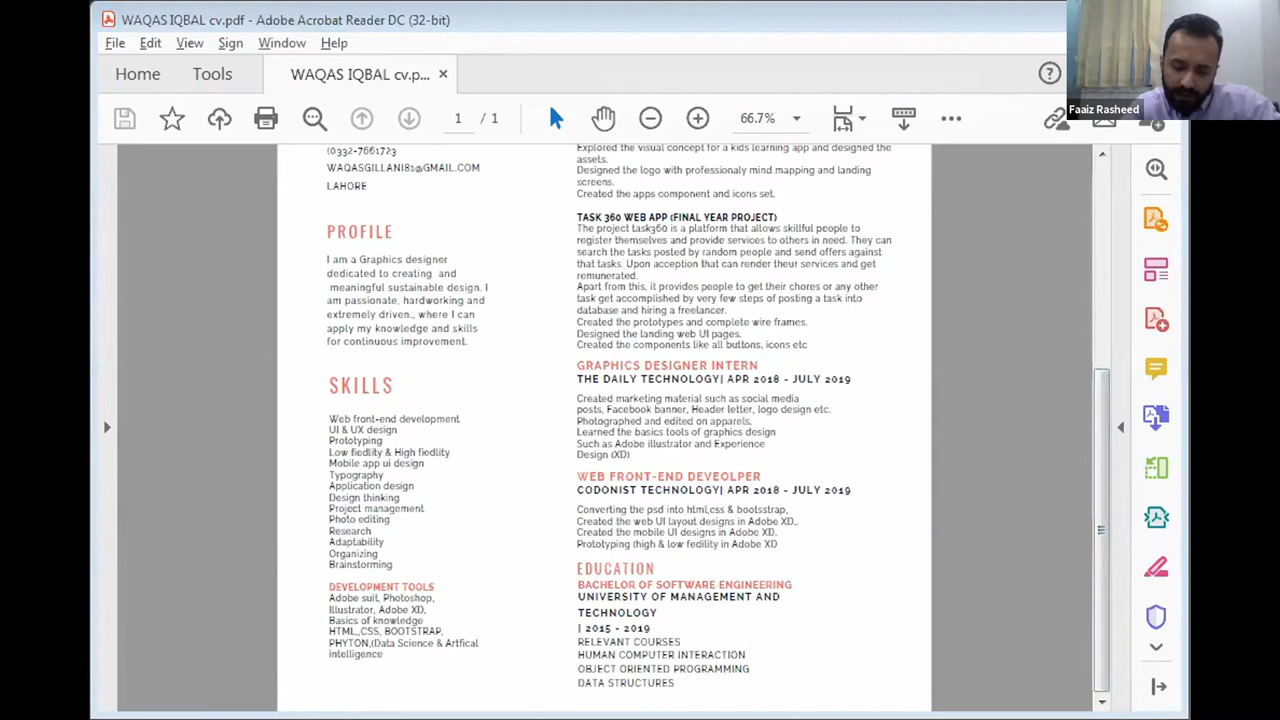 WAQAS IQBAL cv.pdf - Adobe Acrobat Reader DC (32-bit)
File Edit View Sign Window Help
Home Tools WAQAS IQBAL cv.p... ×
1 / 1 66.7%
Faaiz Rasheed
(0332-7661723
WAQASGILLANI81@GMAIL.COM
LAHORE
PROFILE
I am a Graphics designer
dedicated to creating and
meaningful sustainable design. I
am passionate, hardworking and
extremely driven., where I can
apply my knowledge and skills
for continuous improvement.
SKILLS
Web front-end development
UI & UX design
Prototyping
Low fiedlity & High fiedlity
Mobile app ui design
Typography
Application design
Design thinking
Project management
Photo editing
Research
Adaptability
Organizing
Brainstorming
DEVELOPMENT TOOLS
Adobe suit, Photoshop,
Illustrator, Adobe XD,
Basics of knowledge
HTML,,CSS, BOOTSTRAP,
PHYTON,(Data Science & Artfical
intelligence
Explored the visual concept for a kids learning app and designed the
assets.
Designed the logo with professionaly mind mapping and landing
screens.
Created the apps component and icons set.
TASK 360 WEB APP (FINAL YEAR PROJECT)
The project task360 is a platform that allows skillful people to
register themselves and provide services to others in need. They can
search the tasks posted by random people and send offers against
that tasks. Upon acception that can render theur services and get
remunerated.
Apart from this, it provides people to get their chores or any other
task get accomplished by very few steps of posting a task into
database and hiring a freelancer.
Created the prototypes and complete wire frames.
Designed the landing web UI pages.
Created the components like all buttons, icons etc
GRAPHICS DESIGNER INTERN
THE DAILY TECHNOLOGY| APR 2018 - JULY 2019
Created marketing material such as social media
posts, Facebook banner, Header letter, logo design etc.
Photographed and edited on apparels.
Learned the basics tools of graphics design
Such as Adobe illustrator and Experience
Design (XD)
WEB FRONT-END DEVEOLPER
CODONIST TECHNOLOGY| APR 2018 - JULY 2019
Converting the psd into html,css & bootsstrap,
Created the web UI layout designs in Adobe XD,.
Created the mobile UI designs in Adobe XD.
Prototyping (high & low fedility in Adobe XD
EDUCATION
BACHELOR OF SOFTWARE ENGINEERING
UNIVERSITY OF MANAGEMENT AND
TECHNOLOGY
| 2015 - 2019
RELEVANT COURSES
HUMAN COMPUTER INTERACTION
OBJECT ORIENTED PROGRAMMING
DATA STRUCTURES